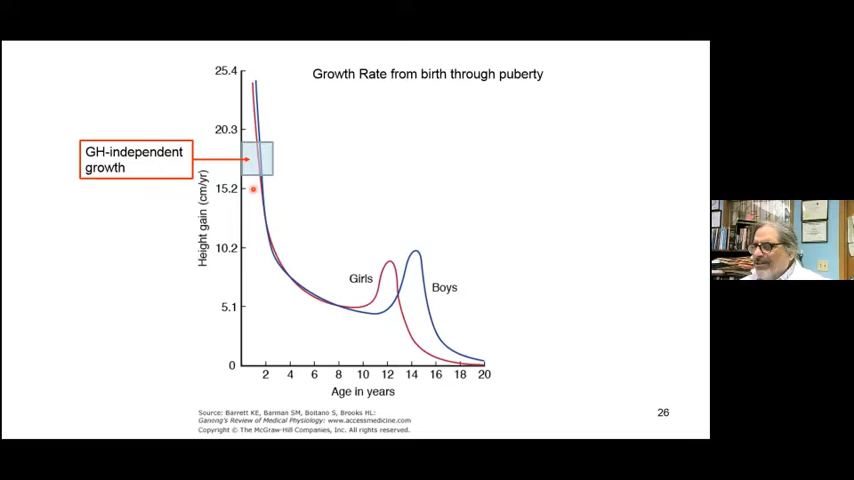 Growth Rate from birth through puberty
25.4
20.3
15.2
10.2
5.1
0
Height gain (cm/yr)
GH-independent
growth
Girls
Boys
2 4 6 8 10 12 14 16 18 20
Age in years
Source: Barrett KE, Barman SM, Boitano S, Brooks HL:
Ganong's Review of Medical Physiology: www.accessmedicine.com
Copyright © The McGraw-Hill Companies, Inc. All rights reserved.
26